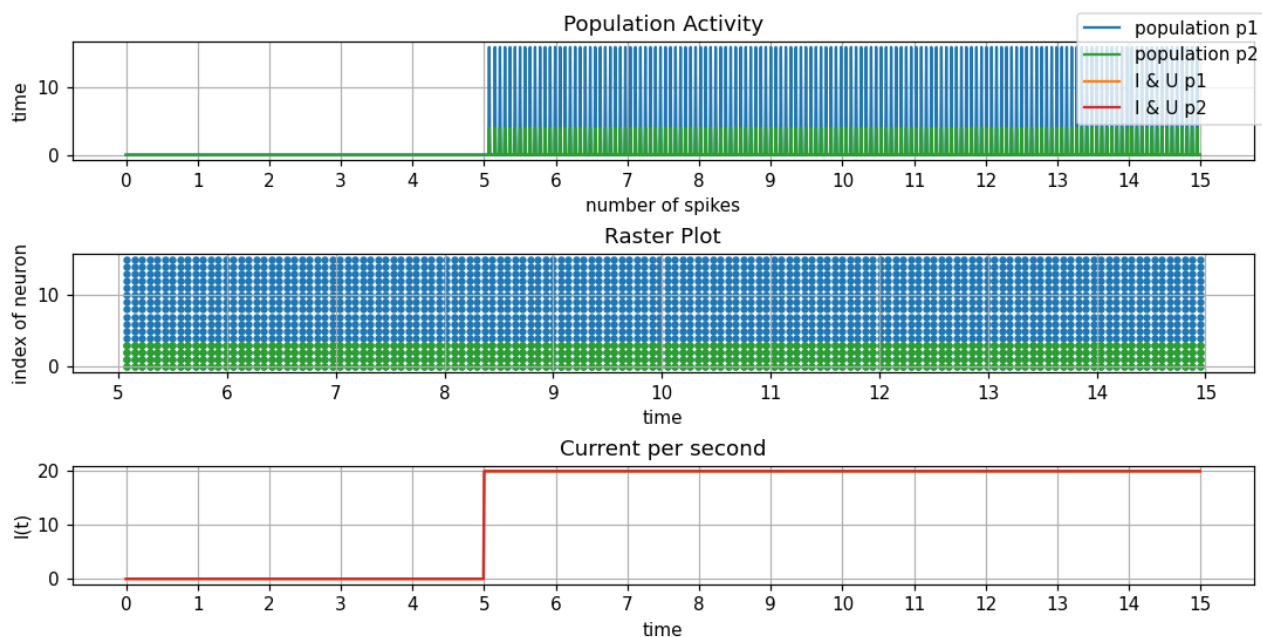 Population Activity
population p1
population p2
I & U p1
I & U p2
time
10
0
0 1 2 3 4 5 6 7 8 9 10 11 12 13 14 15
number of spikes
Raster Plot
index of neuron
10
0
5 6 7 8 9 10 11 12 13 14 15
time
Current per second
I(t)
20
10
0
0 1 2 3 4 5 6 7 8 9 10 11 12 13 14 15
time